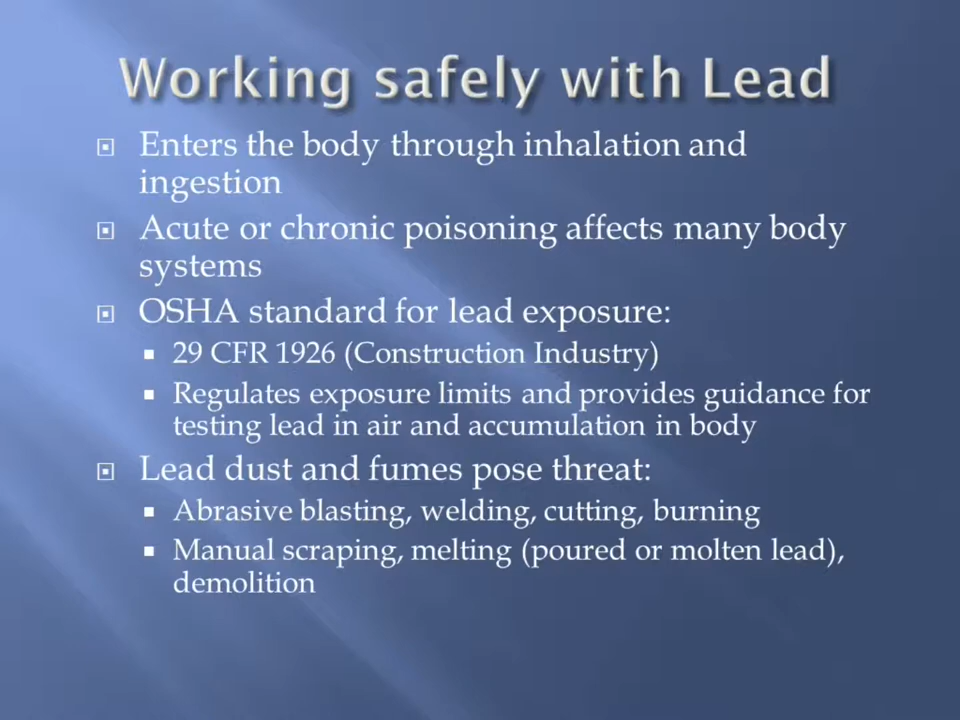 Working safely with Lead
Enters the body through inhalation and
ingestion
Acute or chronic poisoning affects many body
systems
OSHA standard for lead exposure:
29 CFR 1926 (Construction Industry)
Regulates exposure limits and provides guidance for
testing lead in air and accumulation in body
Lead dust and fumes pose threat:
Abrasive blasting, welding, cutting, burning
Manual scraping, melting (poured or molten lead),
demolition